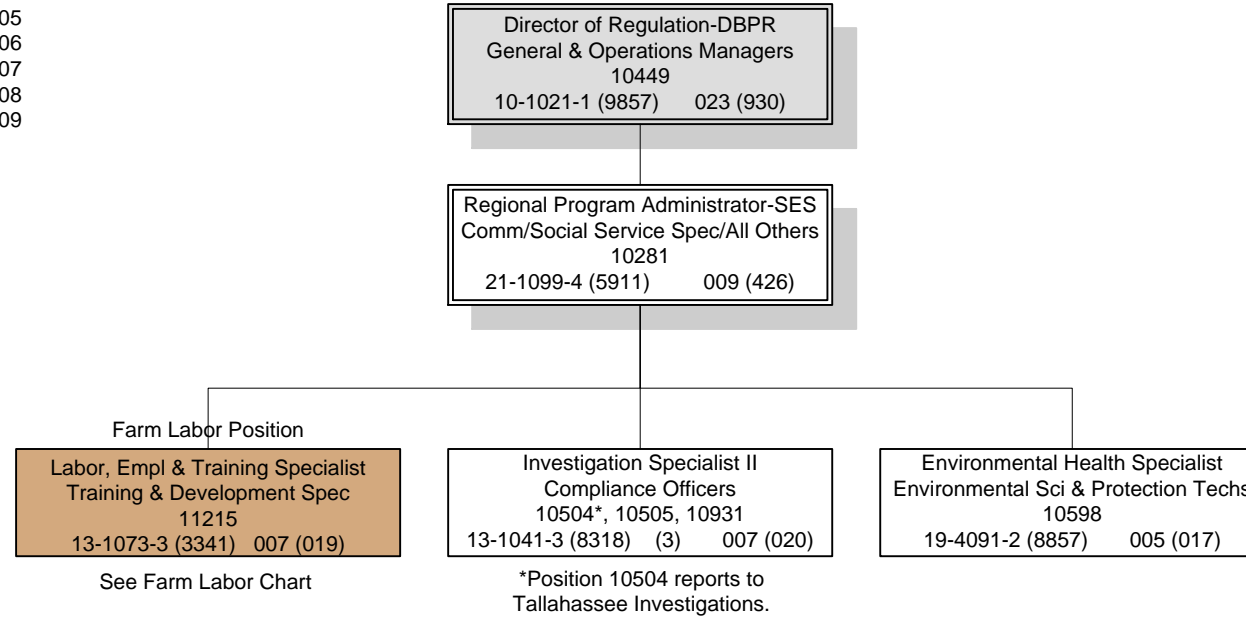 05
06
07
08
09
Director of Regulation-DBPR
General & Operations Managers
10449
10-1021-1 (9857) 023 (930)
Regional Program Administrator-SES
Comm/Social Service Spec/All Others
10281
21-1099-4 (5911) 009 (426)
Farm Labor Position
Labor, Empl & Training Specialist
Training & Development Spec
11215
13-1073-3 (3341) 007 (019)
See Farm Labor Chart
Investigation Specialist II
Compliance Officers
10504*, 10505, 10931
13-1041-3 (8318) (3) 007 (020)
*Position 10504 reports to
Tallahassee Investigations.
Environmental Health Specialist
Environmental Sci & Protection Techs
10598
19-4091-2 (8857) 005 (017)